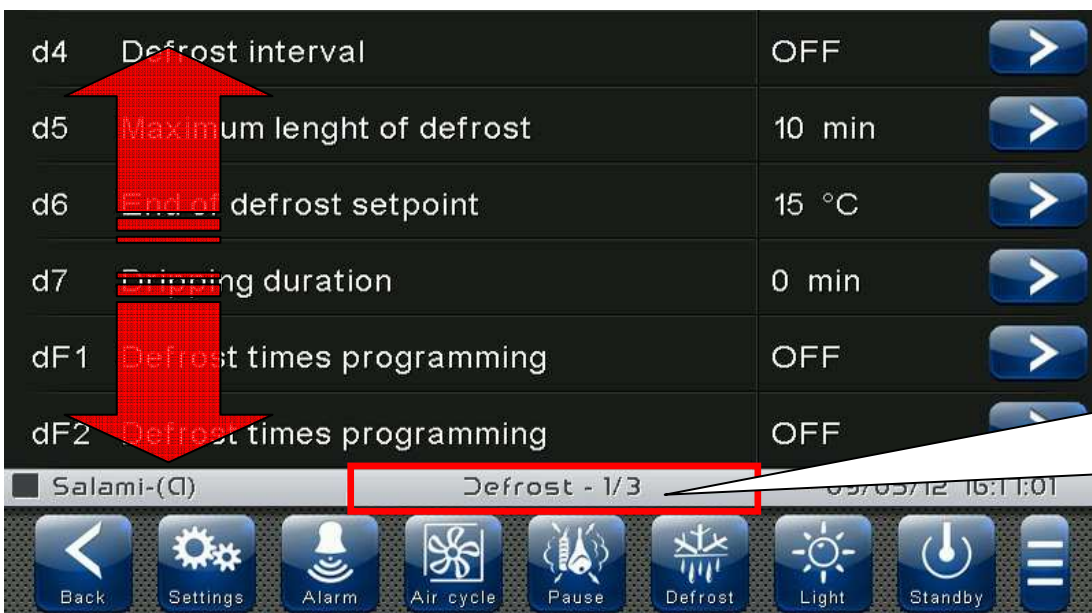 d4 Defrost interval OFF
d5 Maximum lenght of defrost 10 min
d6 End of defrost setpoint 15 °C
d7 Dripping duration 0 min
dF1 Defrost times programming OFF
dF2 Defrost times programming OFF
Salami-(A) Defrost - 1/3 16:11:01
Back Settings Alarm Air cycle Pause Defrost Light Standby